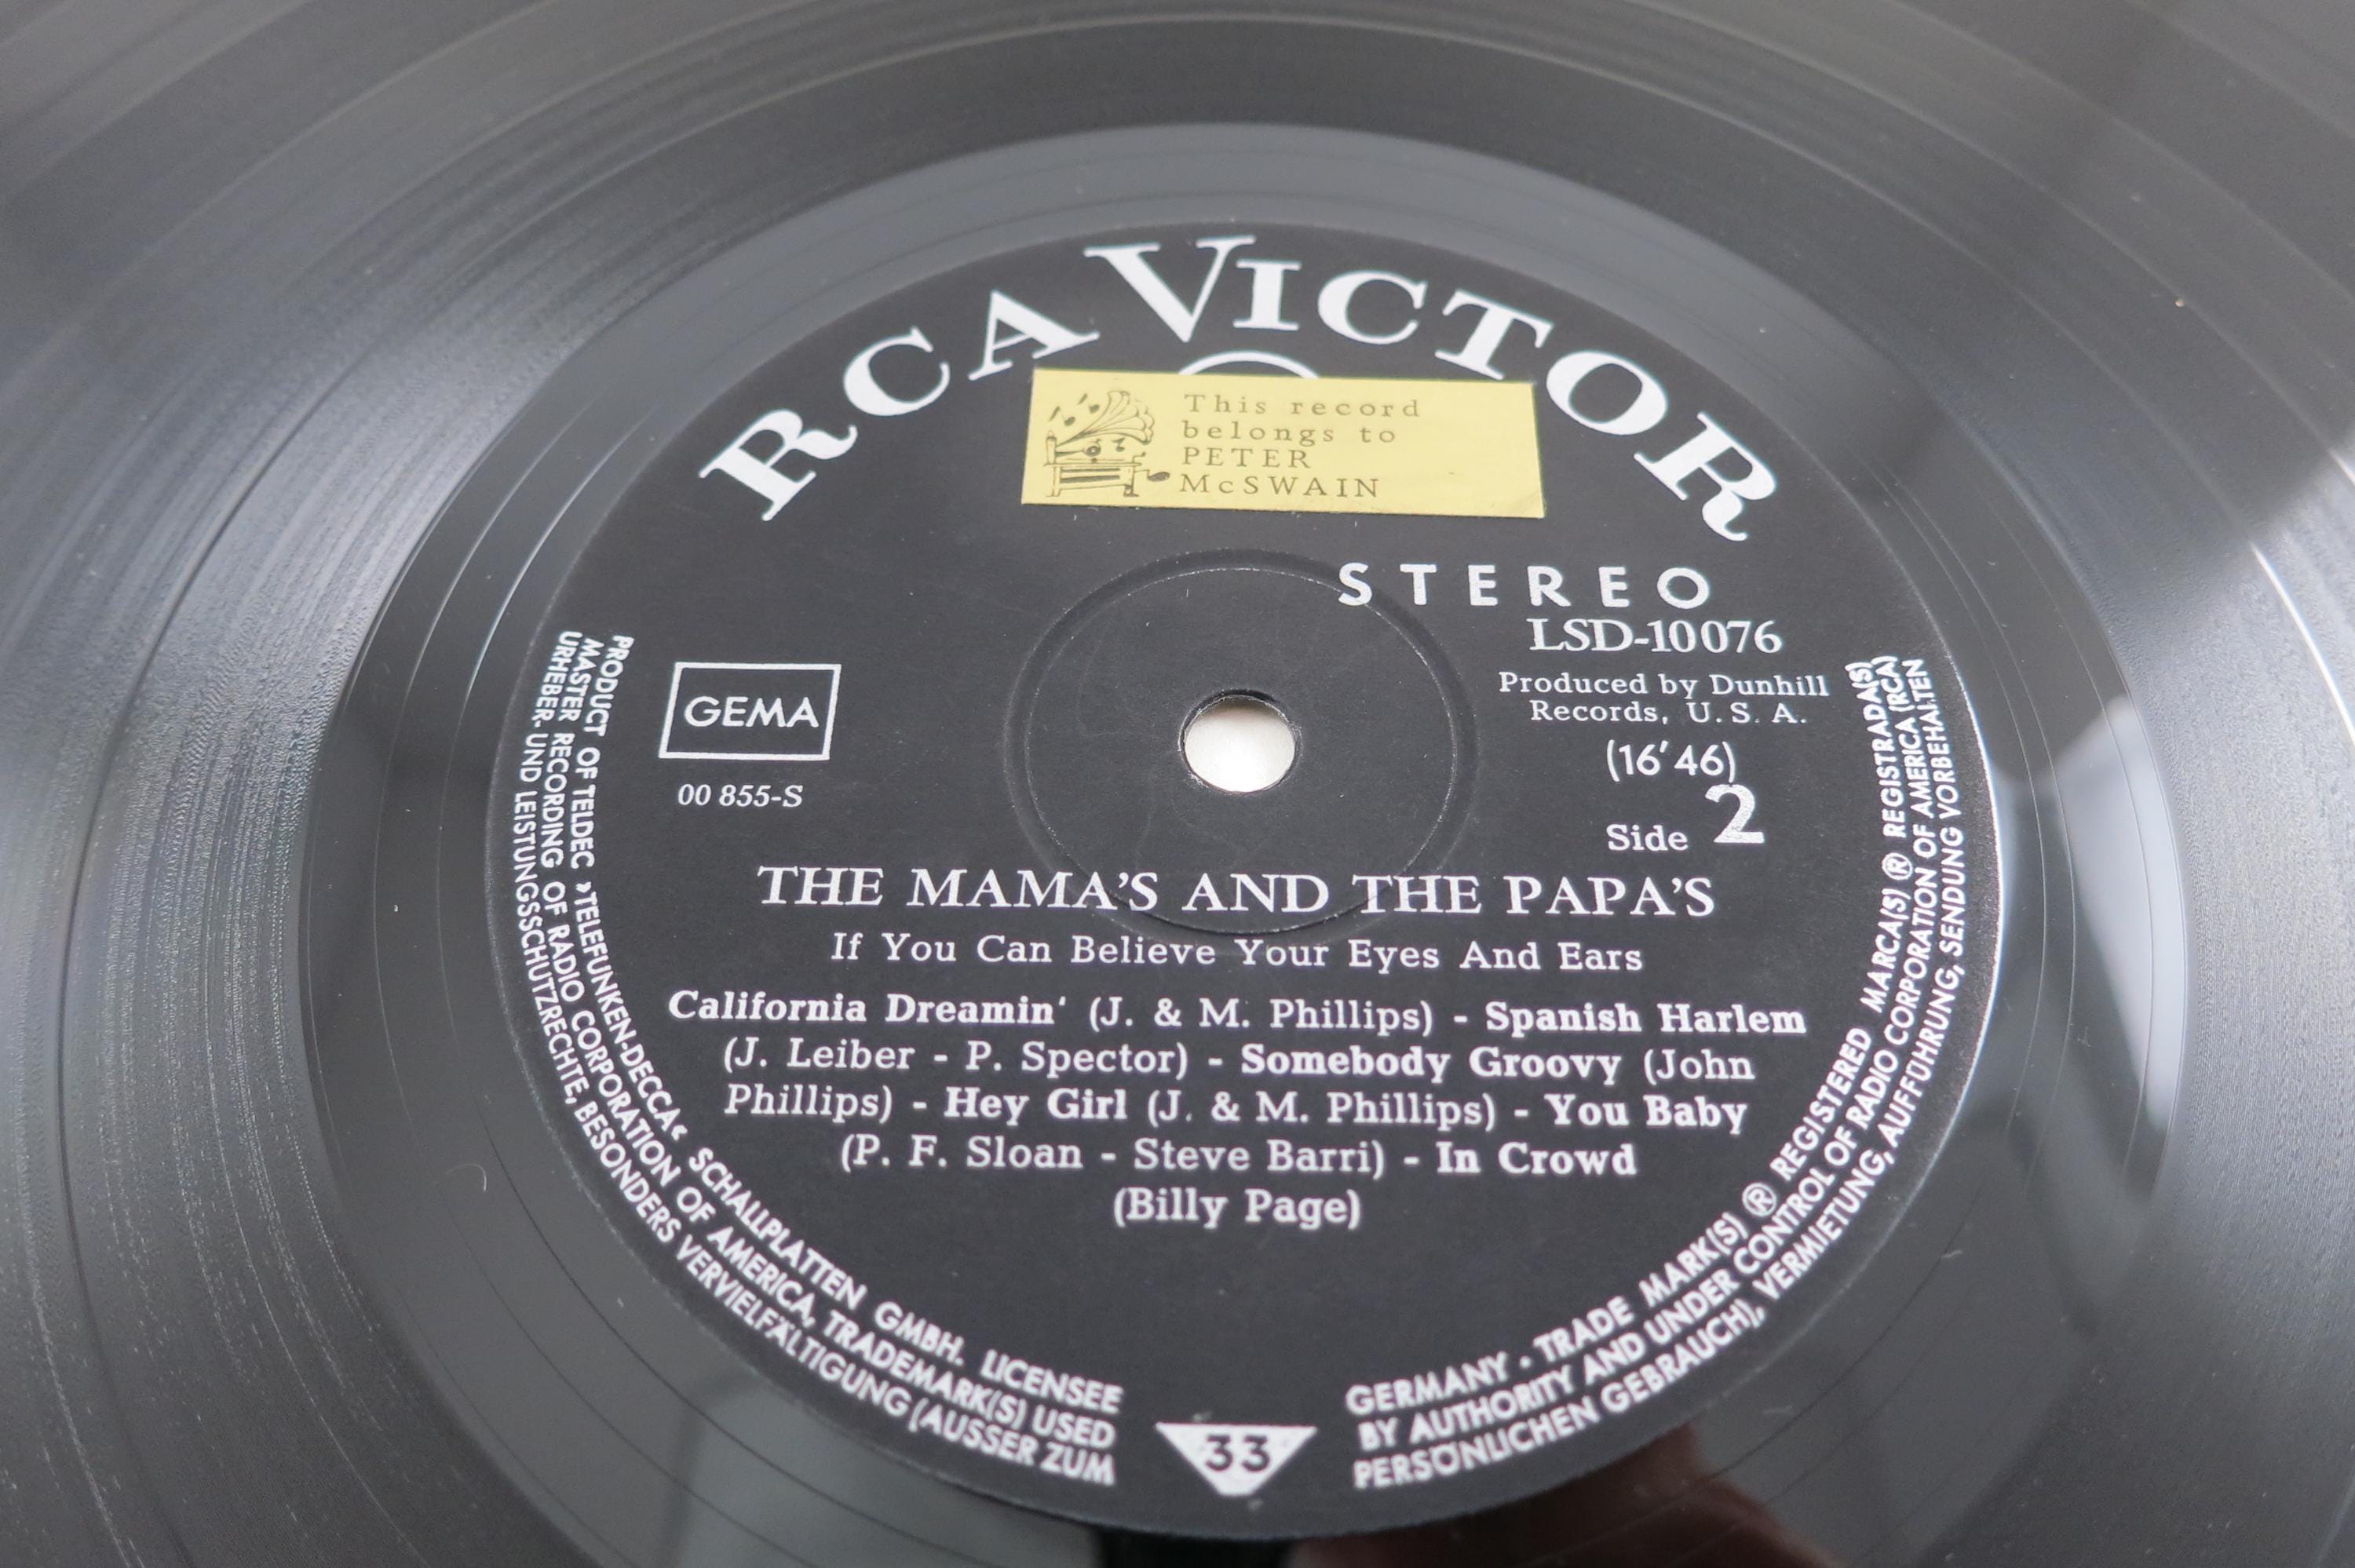 RCA VICTOR
This record
belongs to
PETER
McSWAIN
STEREO
LSD-10076
Produced by Dunhill
Records, U. S. A.
(16'46)
Side 2
GEMA
00 855-S
THE MAMA'S AND THE PAPA'S
If You Can Believe Your Eyes And Ears
California Dreamin' (J. & M. Phillips) - Spanish Harlem
(J. Leiber - P. Spector) - Somebody Groovy (John
Phillips) - Hey Girl (J. & M. Phillips) - You Baby
(P. F. Sloan - Steve Barri) - In Crowd
(Billy Page)
PRODUCT OF TELDEC »TELEFUNKEN-DECCA« SCHALLPLATTEN GMBH. LICENSEE
MASTER RECORDING OF RADIO CORPORATION OF AMERICA, TRADEMARK(S) USED
URHEBER- UND LEISTUNGSSCHUTZRECHTE, BESONDERS VERVIELFÄLTIGUNG (AUSSER ZUM
33
GERMANY · TRADE MARK(S) ® REGISTERED MARCA(S) ® REGISTRADA(S)
BY AUTHORITY AND UNDER CONTROL OF RADIO CORPORATION OF AMERICA (RCA)
PERSÖNLICHEN GEBRAUCH), VERMIETUNG, AUFFÜHRUNG, SENDUNG VORBEHALTEN